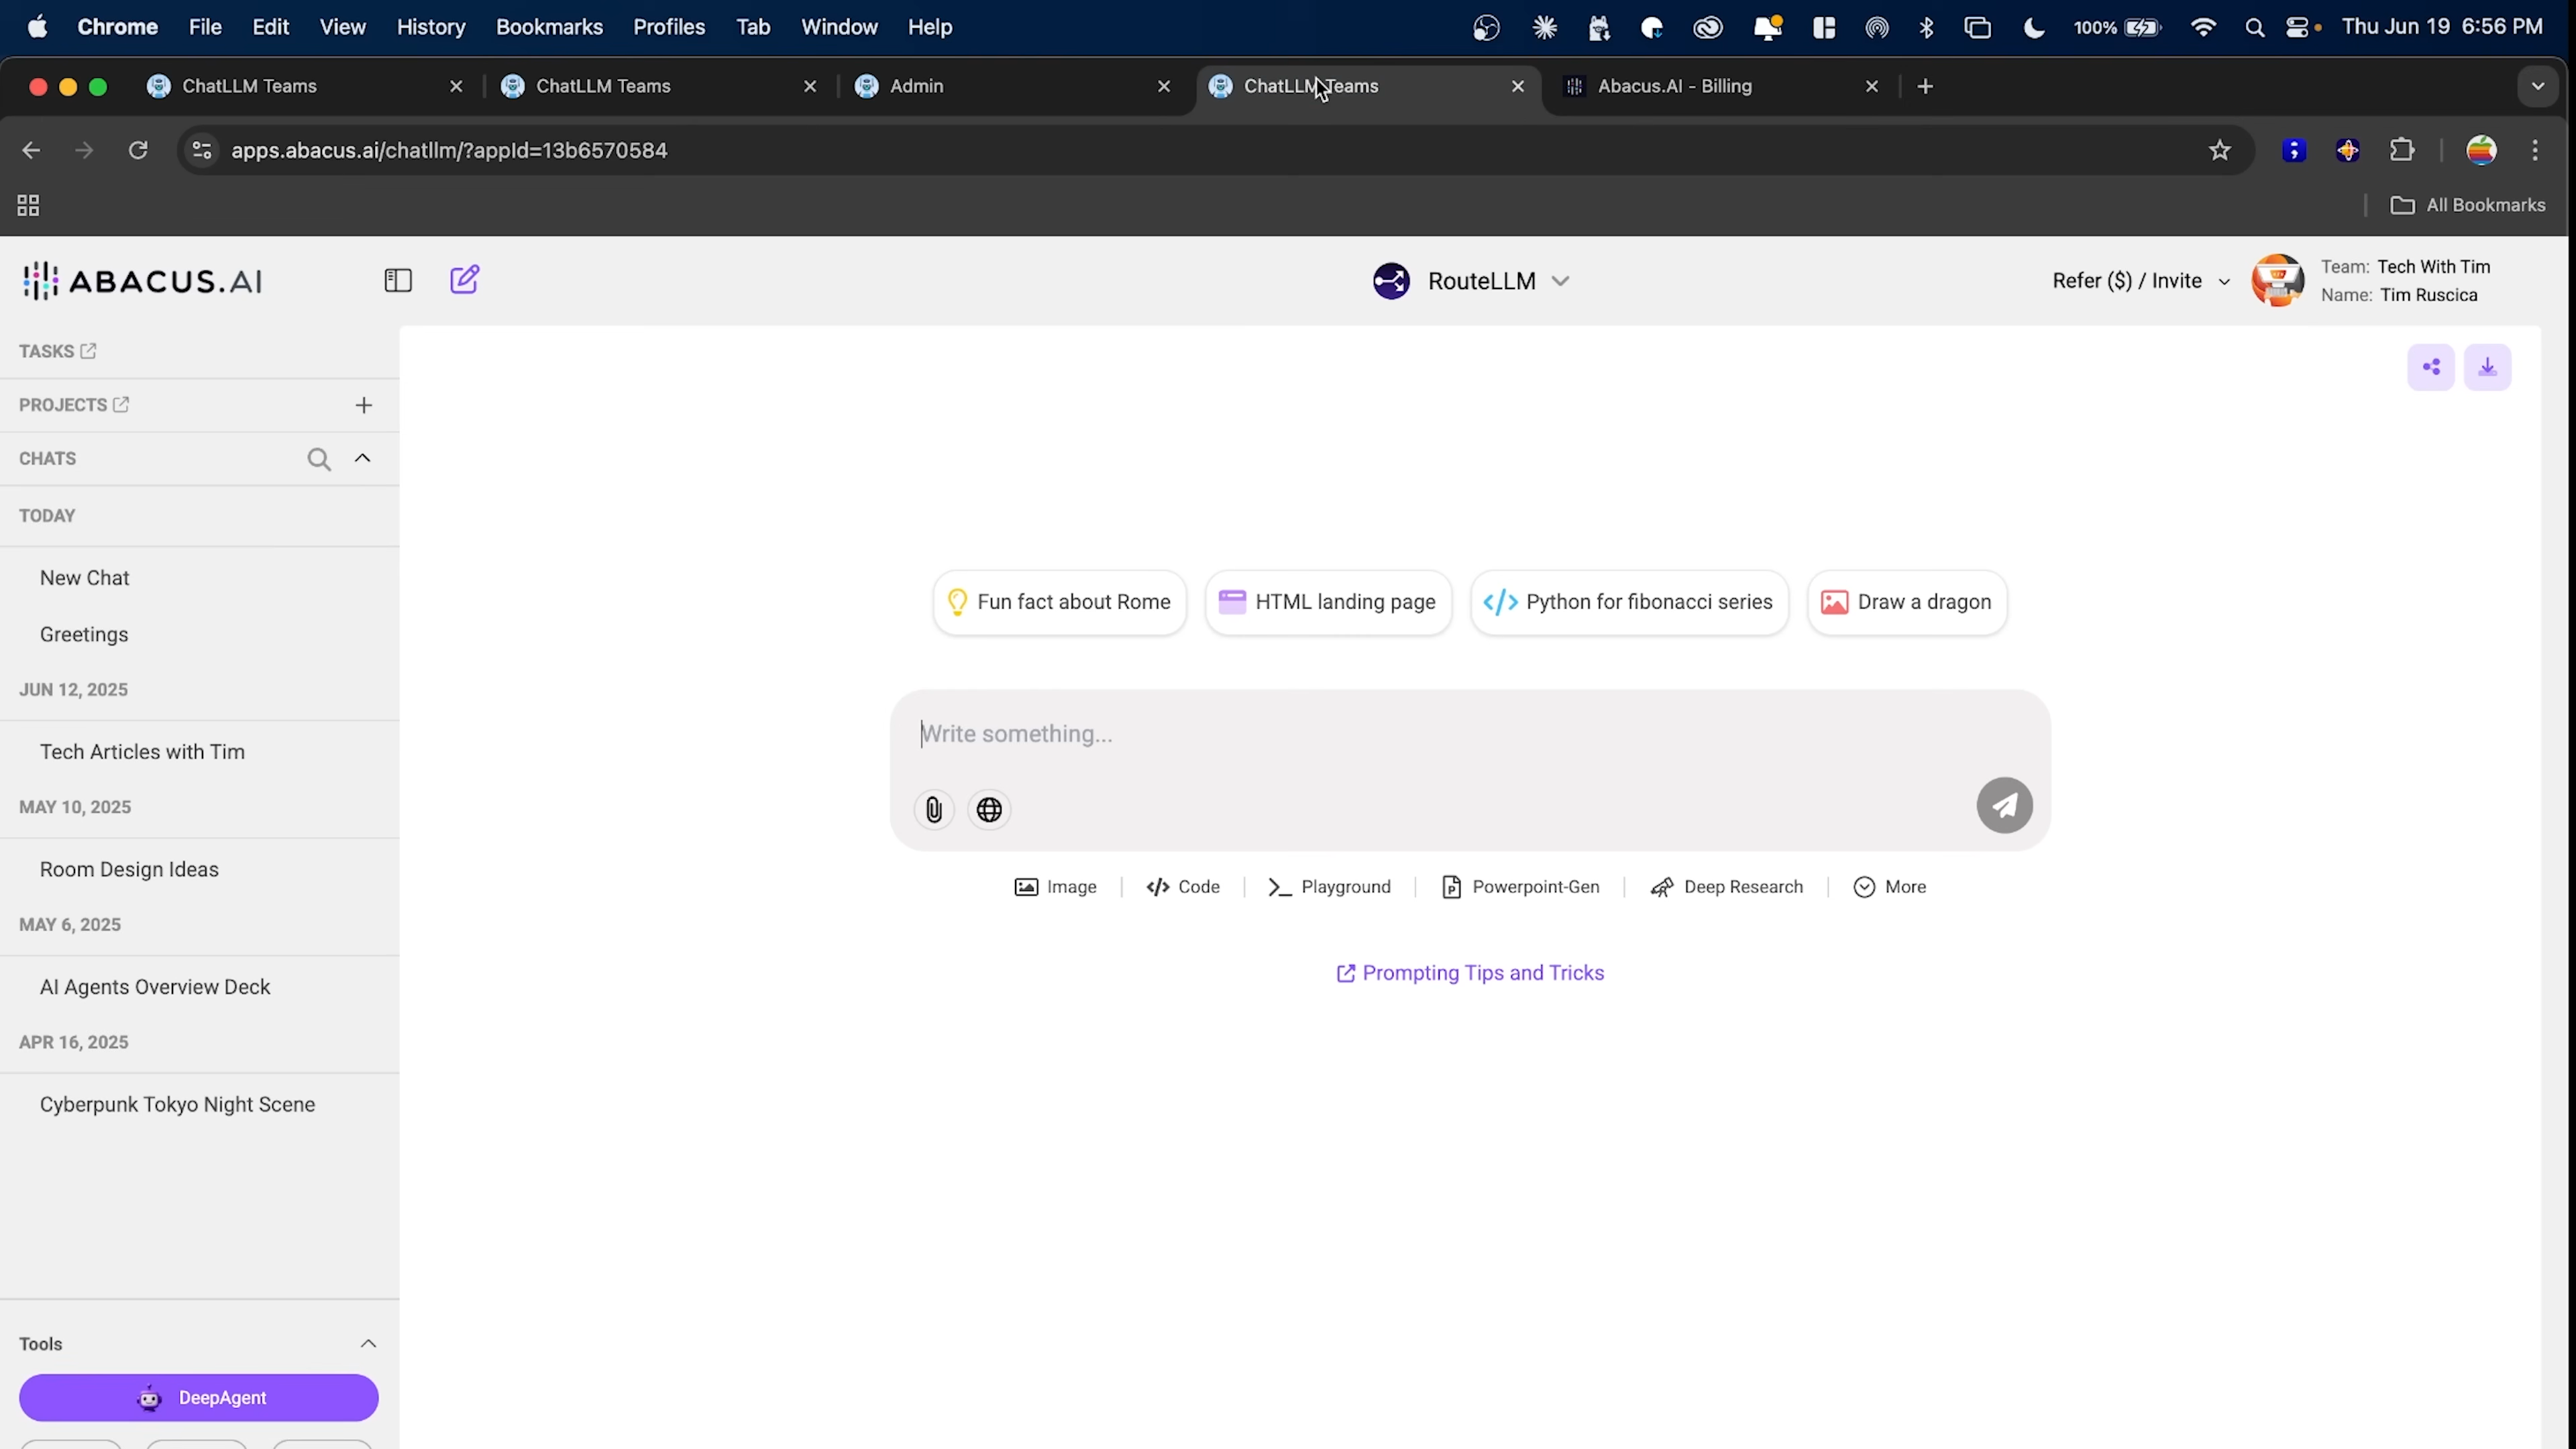 Chrome File Edit View History Bookmarks Profiles Tab Window Help 100% Thu Jun 19 6:56 PM
ChatLLM Teams ChatLLM Teams Admin ChatLLM Teams Abacus.AI - Billing
apps.abacus.ai/chatllm/?appId=13b6570584
All Bookmarks
ABACUS.AI RouteLLM Refer ($) / Invite
Team: Tech With Tim
Name: Tim Ruscica
TASKS
PROJECTS
CHATS
TODAY
New Chat
Greetings
JUN 12, 2025
Tech Articles with Tim
MAY 10, 2025
Room Design Ideas
MAY 6, 2025
AI Agents Overview Deck
APR 16, 2025
Cyberpunk Tokyo Night Scene
Tools
DeepAgent
Fun fact about Rome HTML landing page Python for fibonacci series Draw a dragon
Write something...
Image Code Playground Powerpoint-Gen Deep Research More
Prompting Tips and Tricks